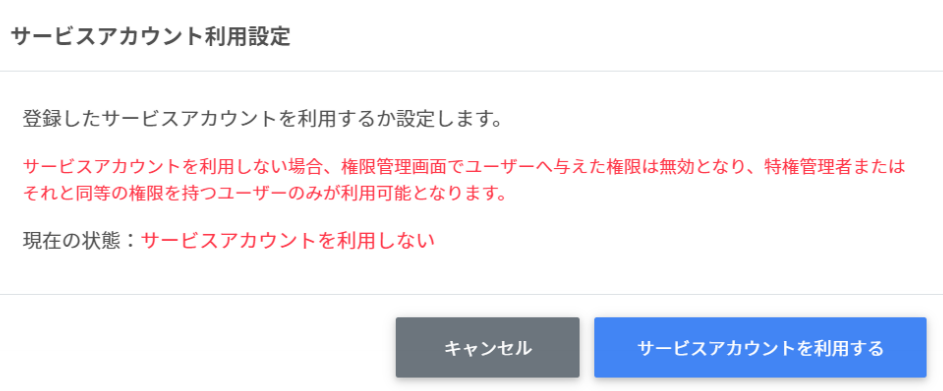 サービスアカウント利用設定
登録したサービスアカウントを利用するか設定します。
サービスアカウントを利用しない場合、権限管理画面でユーザーへ与えた権限は無効となり、特権管理者または
それと同等の権限を持つユーザーのみが利用可能となります。
現在の状態：サービスアカウントを利用しない
キャンセル
サービスアカウントを利用する